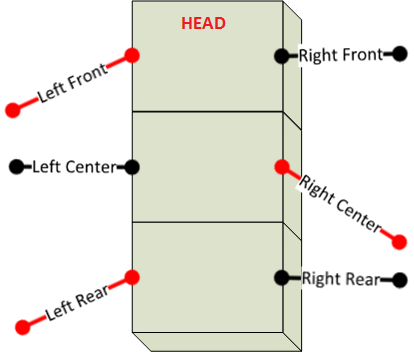 HEAD
Left Front
Right Front
Left Center
Right Center
Left Rear
Right Rear